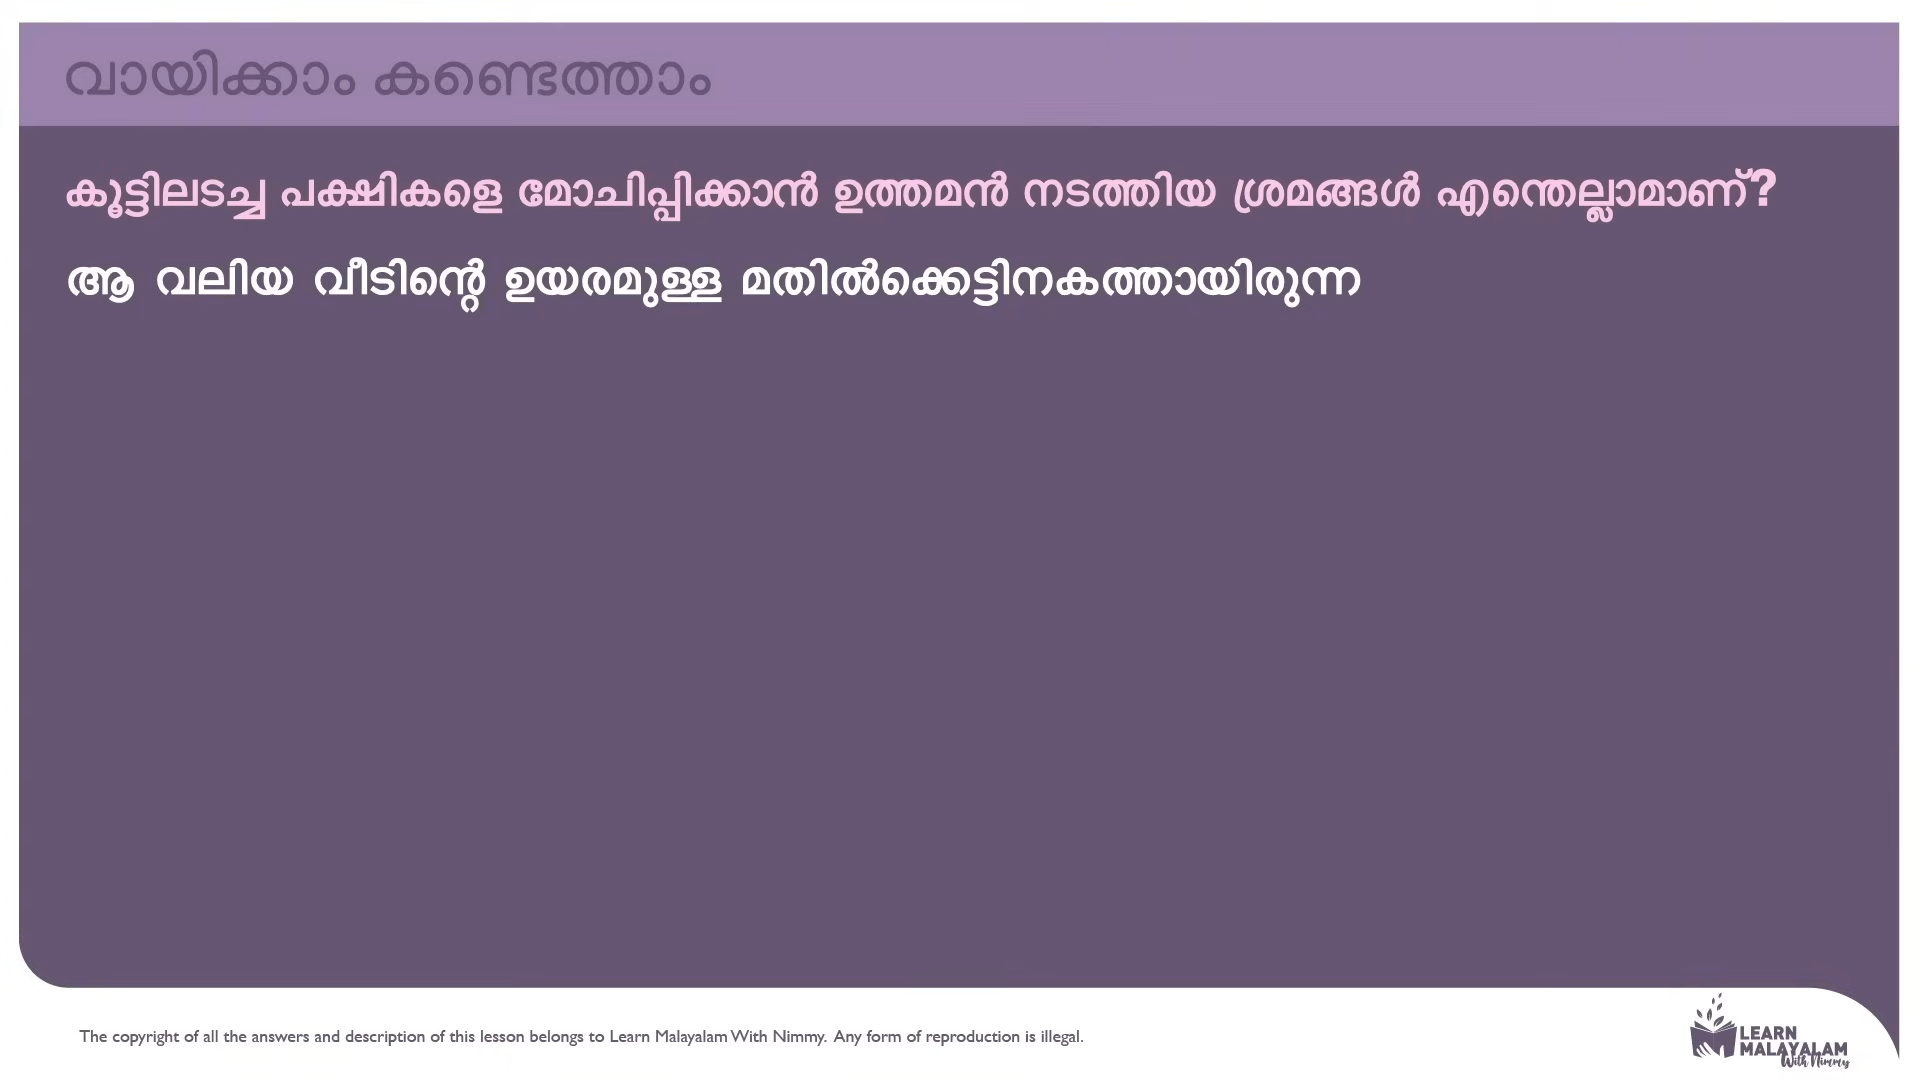 വായിക്കാം കണ്ടെത്താം
കൂട്ടിലടച്ച പക്ഷികളെ മോചിപ്പിക്കാൻ ഉത്തമൻ നടത്തിയ ശ്രമങ്ങൾ എന്തെല്ലാമാണ്?
ആ വലിയ വീടിന്റെ ഉയരമുള്ള മതിൽക്കെട്ടിനകത്തായിരുന്ന
The copyright of all the answers and description of this lesson belongs to Learn Malayalam With Nimmy. Any form of reproduction is illegal.
LEARN
MALAYALAM
With Nimmy